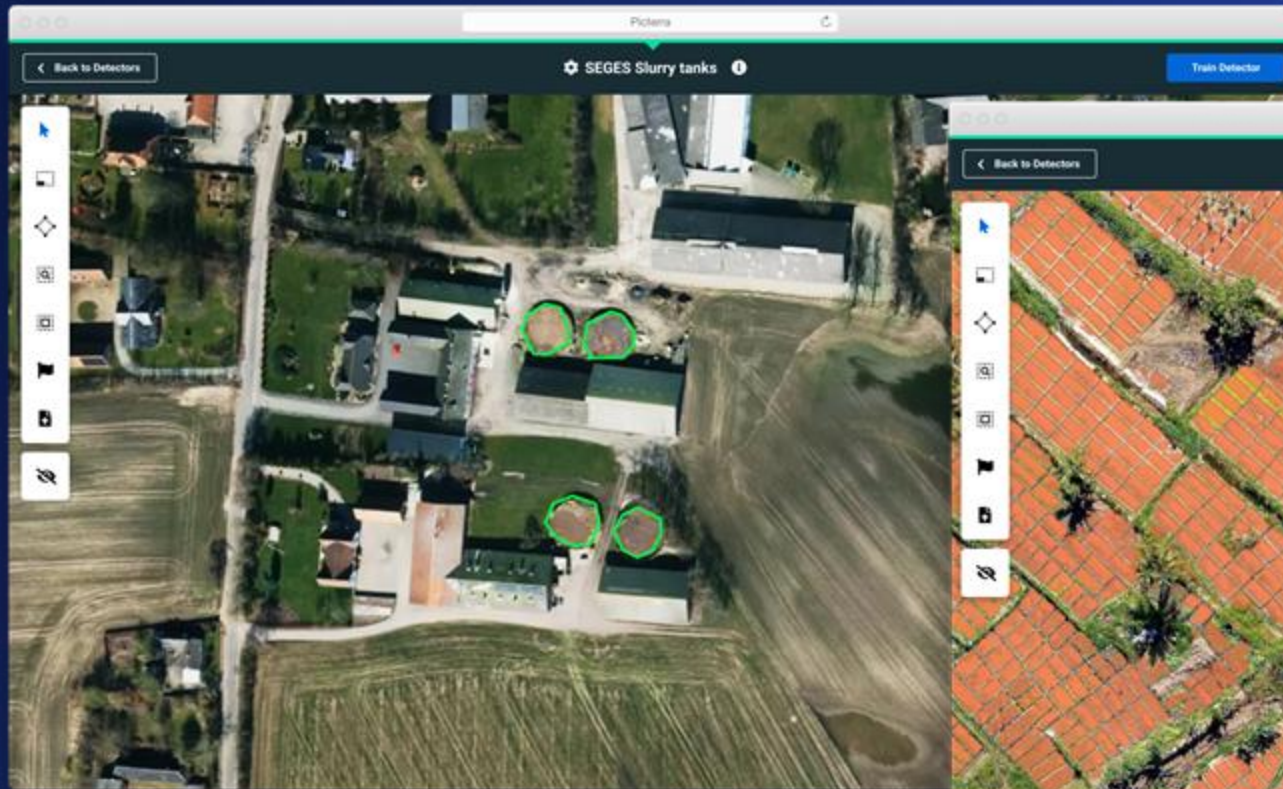 Picterra
Back to Detectors
SEGES Slurry tanks
Train Detector
Back to Detectors